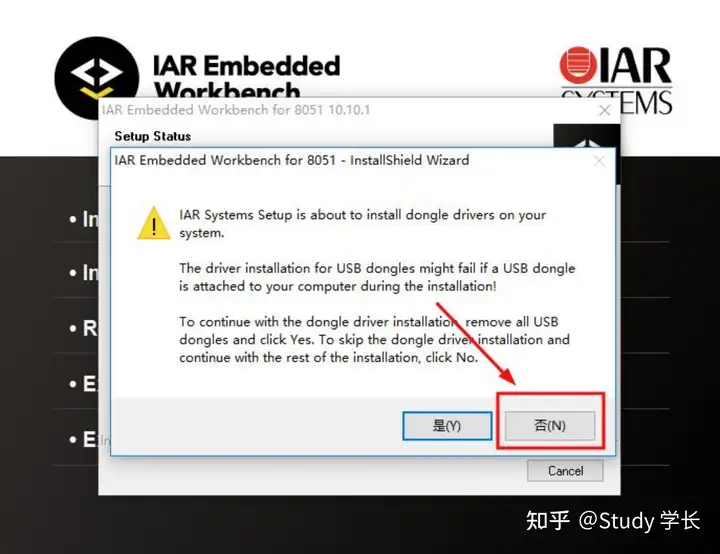 IAR Embedded
Workbench
IAR
SYSTEMS
IAR Embedded Workbench for 8051 10.10.1
Setup Status
IAR Embedded Workbench for 8051 - InstallShield Wizard
IAR Systems Setup is about to install dongle drivers on your
system.
The driver installation for USB dongles might fail if a USB dongle
is attached to your computer during the installation!
To continue with the dongle driver installation, remove all USB
dongles and click Yes. To skip the dongle driver installation and
continue with the rest of the installation, click No.
是(Y)
否(N)
• In
• In
• R
• E
• E
Cancel
知乎 @Study 学长